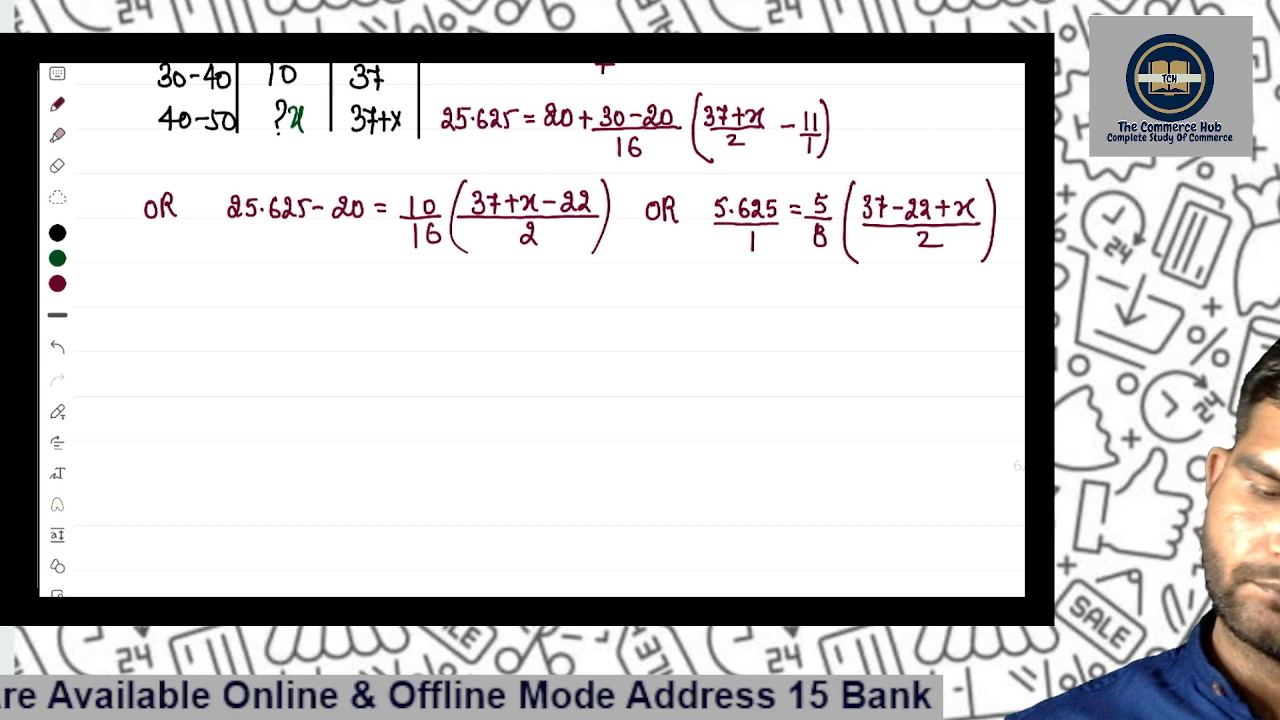 30-40 10 37
40-50 ?x 37+x
25.625 = 20 + 30-20/16 (37+x/2 - 11/1)
OR 25.625-20 = 10/16 (37+x-22/2) OR 5.625/1 = 5/8 (37-22+x/2)
TCH
The Commerce Hub
Complete Study Of Commerce
re Available Online & Offline Mode Address 15 Bank